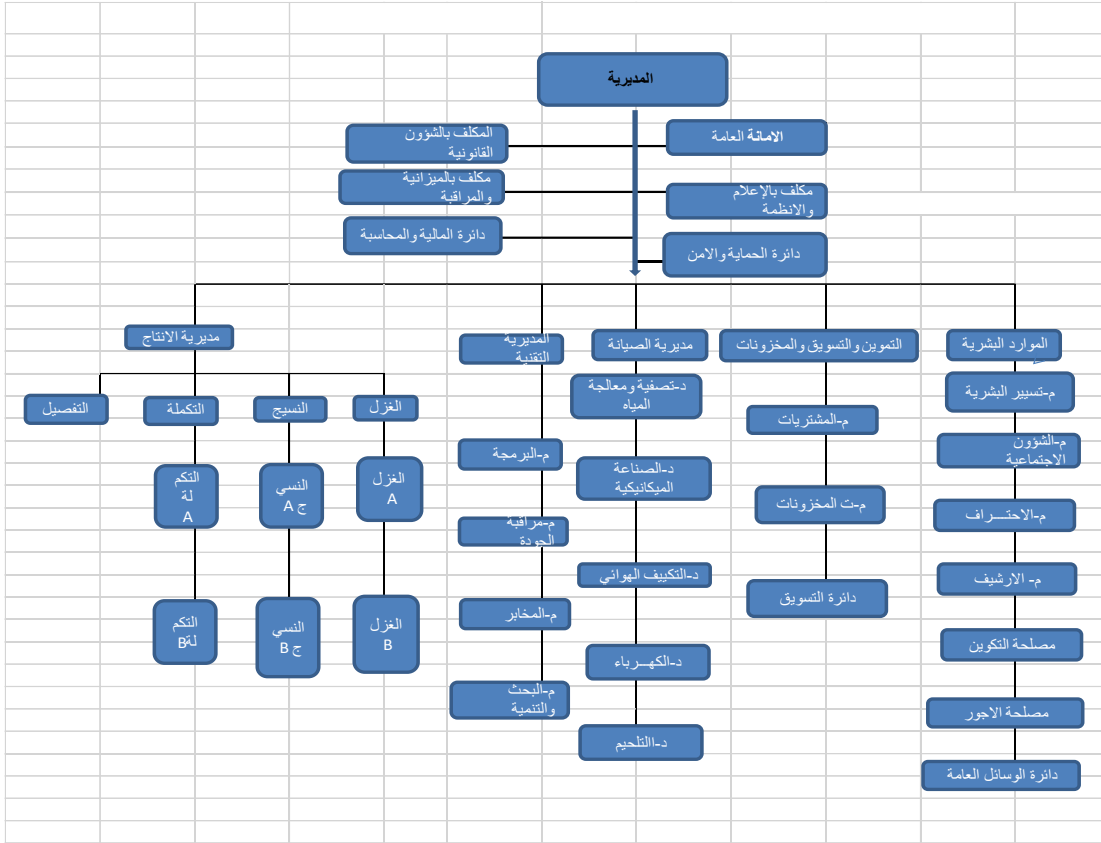 المديرية
الامانة العامة
المكلف بالشؤون
القانونية
مكلف بالإعلام
والانظمة
مكلف بالميزانية
والمراقبة
دائرة الحماية والامن
دائرة المالية والمحاسبة
الموارد البشرية
م-تسيير البشرية
م-الشؤون
الاجتماعية
م-الاحتـــراف
م- الارشيف
مصلحة التكوين
مصلحة الاجور
دائرة الوسائل العامة
التموين والتسويق والمخزونات
م-المشتريات
م-ت المخزونات
دائرة التسويق
مديرية الصيانة
د-تصفية ومعالجة
المياه
د-الصناعة
الميكانيكية
د-التكييف الهوائي
د-الكهــرباء
د-االتلحيم
المديرية
التقنية
م-البرمجة
م-مراقبة
الجودة
م-المخابر
م-البحث
والتنمية
مديرية الانتاج
الغزل
الغزل
A
الغزل
B
النسيج
النسي
ج A
النسي
ج B
التكملة
التكم
لة
A
التكم
لةB
التفصيل